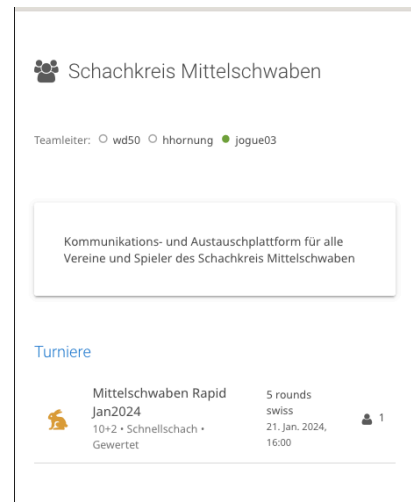 Schachkreis Mittelschwaben
Teamleiter: wd50 hhornung jogue03
Kommunikations- und Austauschplattform für alle
Vereine und Spieler des Schachkreis Mittelschwaben
Turniere
Mittelschwaben Rapid
Jan2024
10+2 • Schnellschach •
Gewertet
5 rounds
swiss
21. Jan. 2024,
16:00
1